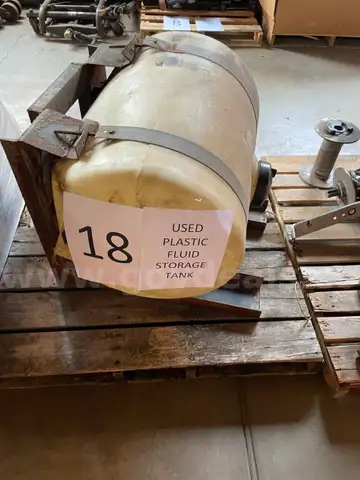 18
USED
PLASTIC
FLUID
STORAGE
TANK